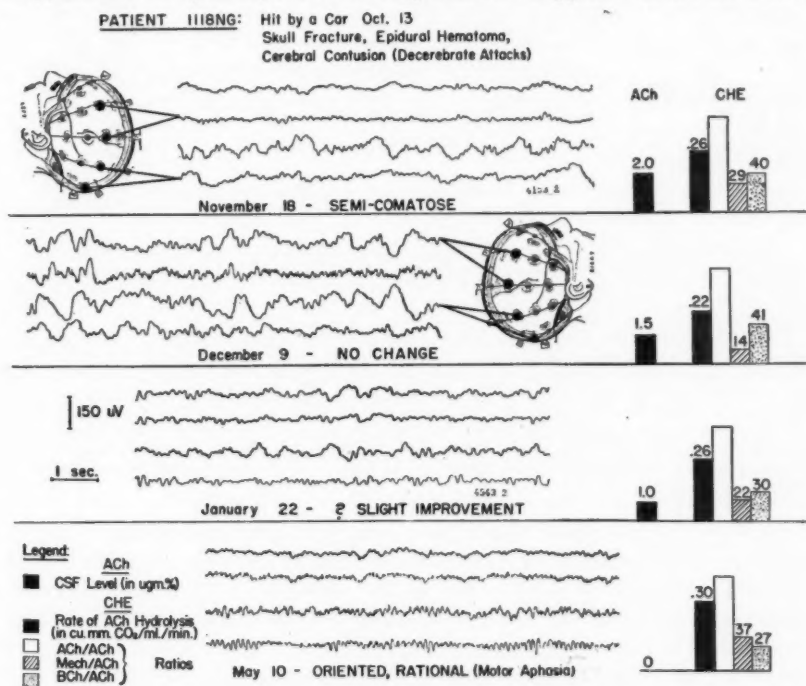 PATIENT 1118NG: Hit by a Car Oct. 13
Skull Fracture, Epidural Hematoma,
Cerebral Contusion (Decerebrate Attacks)
ACh CHE
2.0 .26 29 40
November 18 - SEMI-COMATOSE
1.5 .22 14 41
December 9 - NO CHANGE
150 uV
1 sec.
1.0 .26 22 30
4563 2
January 22 - ? SLIGHT IMPROVEMENT
Legend:
ACh
CSF Level (in ugm.%)
CHE
Rate of ACh Hydrolysis
(in cu.mm. CO₂/ml./min.)
ACh/ACh
Mech/ACh Ratios
BCh/ACh
0 .30 37 27
May 10 - ORIENTED, RATIONAL (Motor Aphasia)